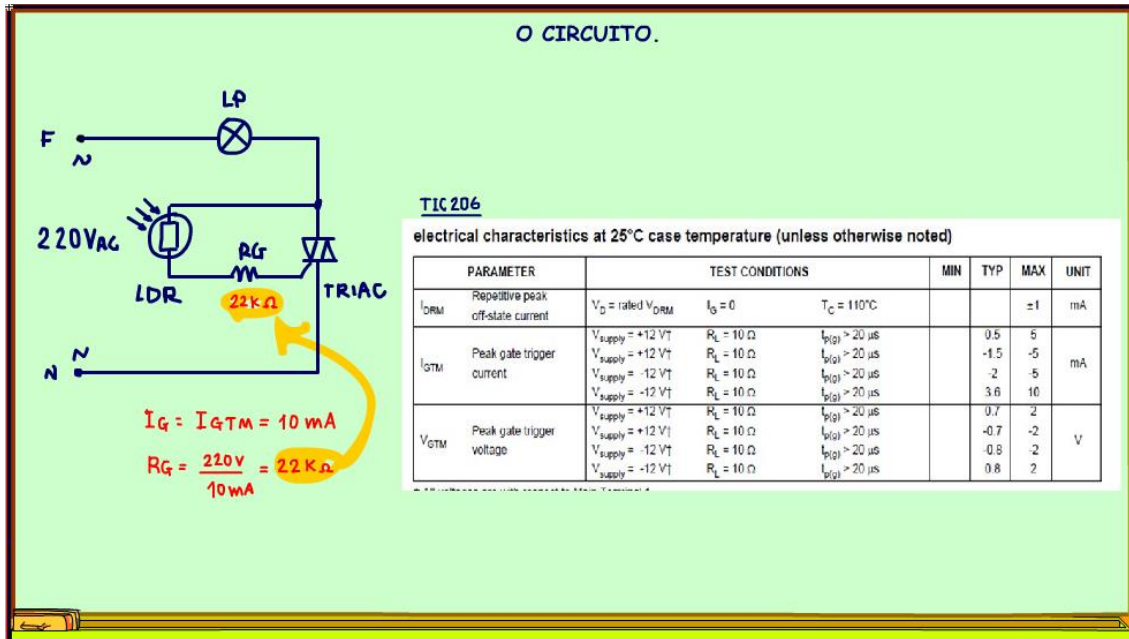 O CIRCUITO.
LP
F
~
220VAC
LDR
RG
22KΩ
TRIAC
~
N
IG = IGTM = 10 mA
RG = 220V / 10mA = 22KΩ
TIC206
electrical characteristics at 25°C case temperature (unless otherwise noted)
PARAMETER TEST CONDITIONS MIN TYP MAX UNIT
IDRM Repetitive peak off-state current VD = rated VDRM IG = 0 TC = 110°C ±1 mA
IGTM Peak gate trigger current mA
Vsupply = +12 V† RL = 10 Ω tp(g) > 20 µs 0.5 5
Vsupply = +12 V† RL = 10 Ω tp(g) > 20 µs -1.5 -5
Vsupply = -12 V† RL = 10 Ω tp(g) > 20 µs -2 -5
Vsupply = -12 V† RL = 10 Ω tp(g) > 20 µs 3.6 10
VGTM Peak gate trigger voltage V
Vsupply = +12 V† RL = 10 Ω tp(g) > 20 µs 0.7 2
Vsupply = +12 V† RL = 10 Ω tp(g) > 20 µs -0.7 -2
Vsupply = -12 V† RL = 10 Ω tp(g) > 20 µs -0.8 -2
Vsupply = -12 V† RL = 10 Ω tp(g) > 20 µs 0.8 2